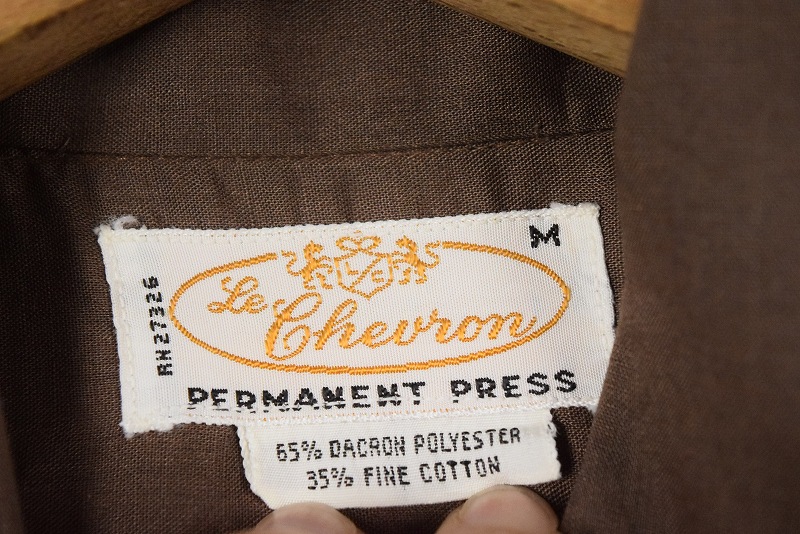 M
Le
Chevron
RN27326
PERMANENT PRESS
65% DACRON POLYESTER
35% FINE COTTON